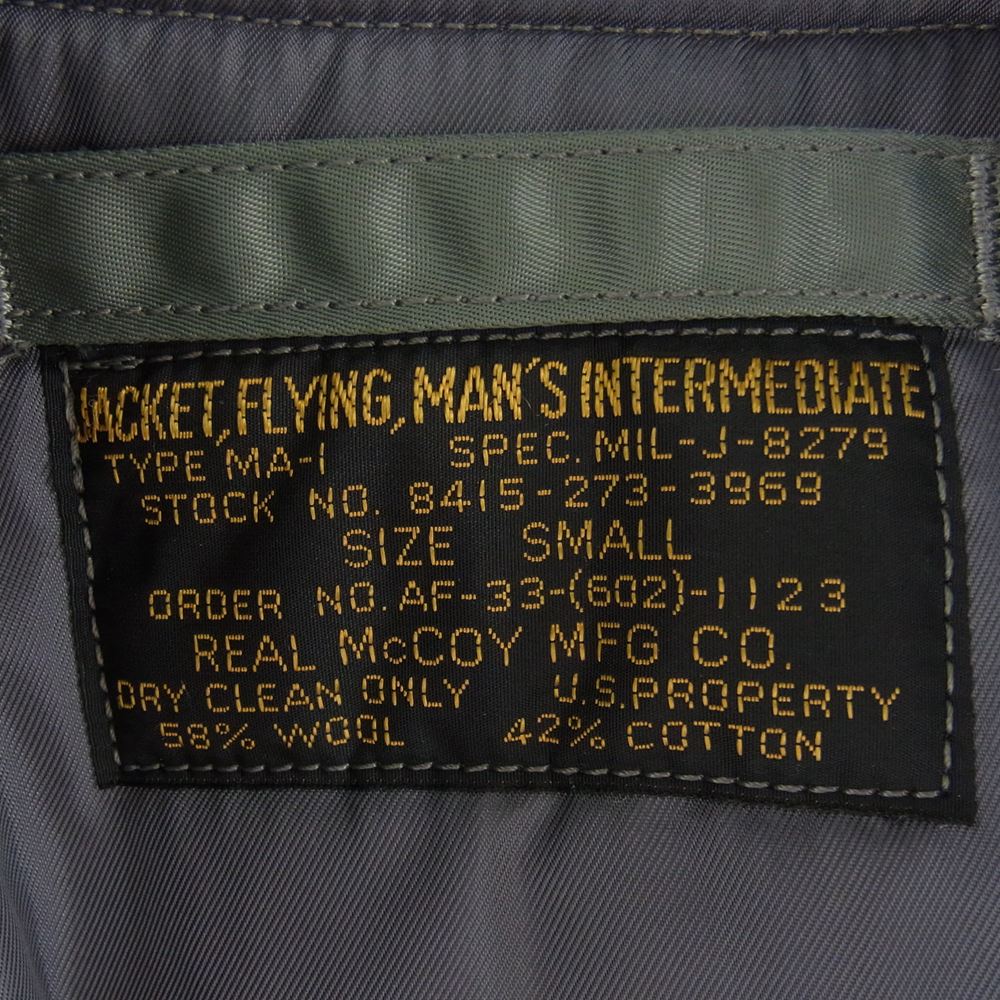 JACKET, FLYING, MAN'S INTERMEDIATE
TYPE MA-1 SPEC. MIL-J-8279
STOCK NO. 8415-273-3969
SIZE SMALL
ORDER NO. AF-33-(602)-1123
REAL McCOY MFG CO.
DRY CLEAN ONLY U.S. PROPERTY
58% WOOL 42% COTTON